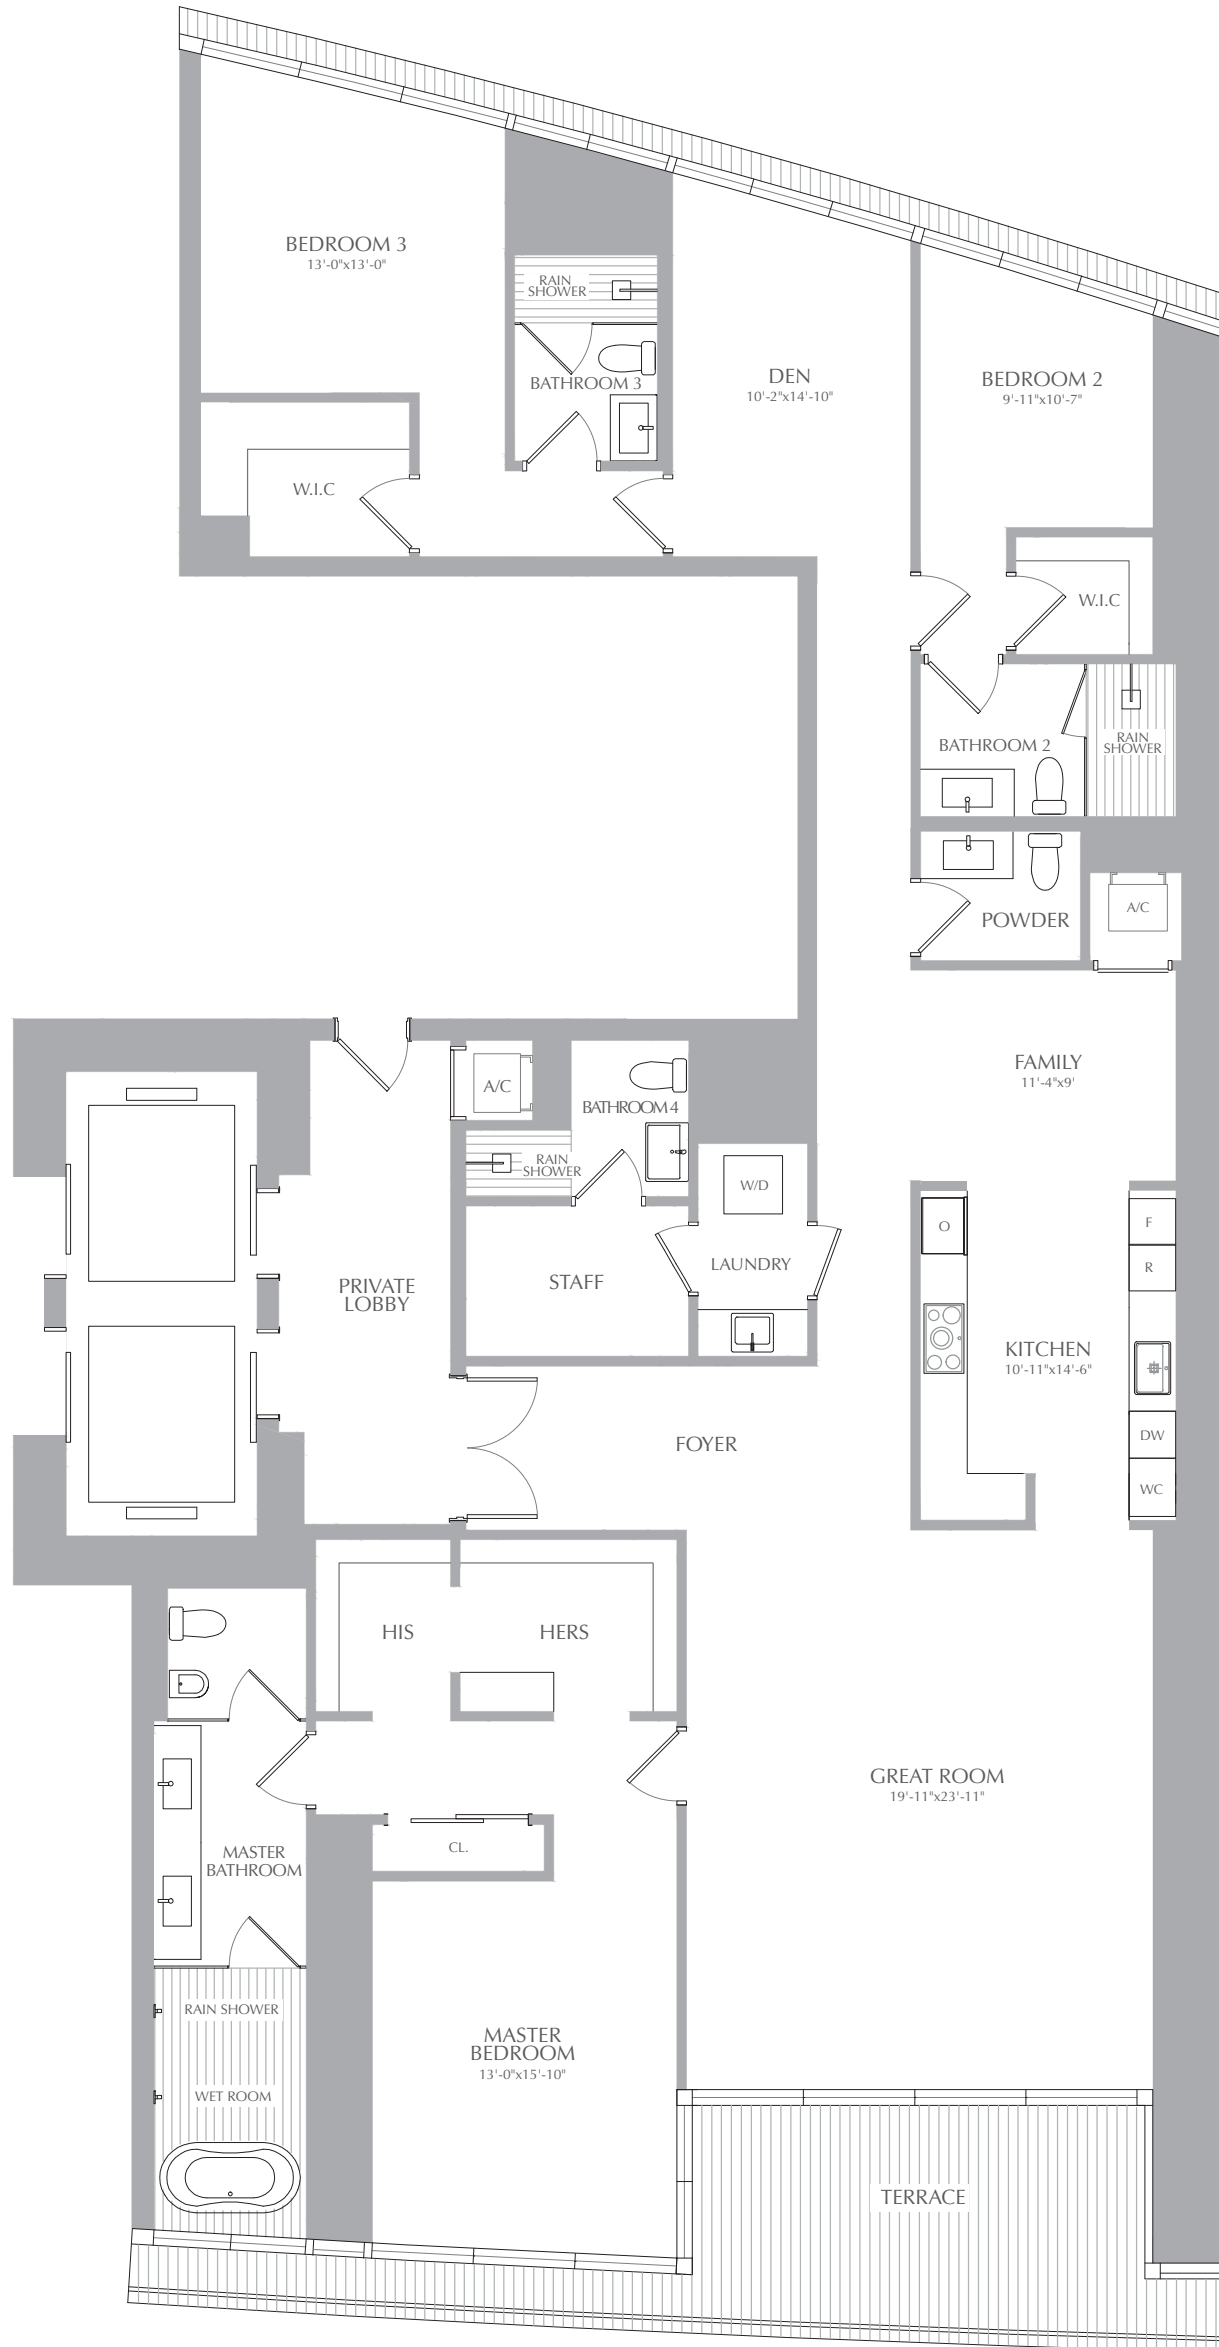 BEDROOM 3
13'-0"x13'-0"
RAIN
SHOWER
BATHROOM 3
DEN
10'-2"x14'-10"
BEDROOM 2
9'-11"x10'-7"
W.I.C
W.I.C
BATHROOM 2
RAIN
SHOWER
POWDER
A/C
FAMILY
11'-4"x9'
A/C
BATHROOM 4
RAIN
SHOWER
W/D
LAUNDRY
STAFF
PRIVATE
LOBBY
O
F
R
KITCHEN
10'-11"x14'-6"
DW
WC
FOYER
HIS
HERS
GREAT ROOM
19'-11"x23'-11"
CL.
MASTER
BATHROOM
RAIN SHOWER
WET ROOM
MASTER
BEDROOM
13'-0"x15'-10"
TERRACE